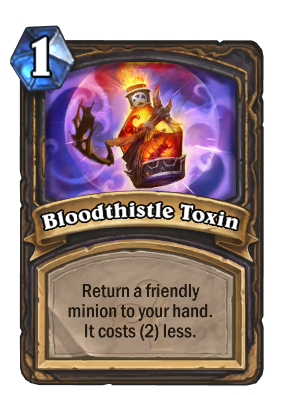 1
Bloodthistle Toxin
Return a friendly
minion to your hand.
It costs (2) less.